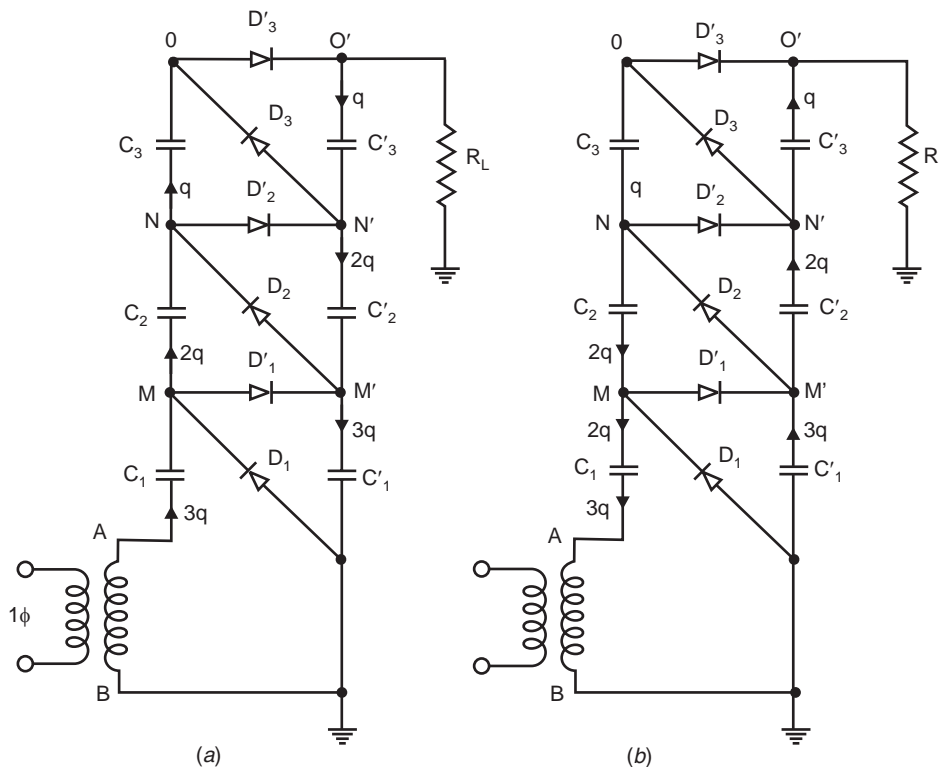 0 D′3 O′
q
D3
C3 C′3
RL
q
D′2
N N′
2q
D2
C2 C′2
2q
D′1
M M′
3q
D1
C1 C′1
3q
A
1ϕ
B
(a)
0 D′3 O′
q
D3
C3 C′3
R
q
D′2
N N′
2q
D2
C2 C′2
2q
D′1
M M'
2q 3q
D1
C1 C′1
3q
A
B
(b)